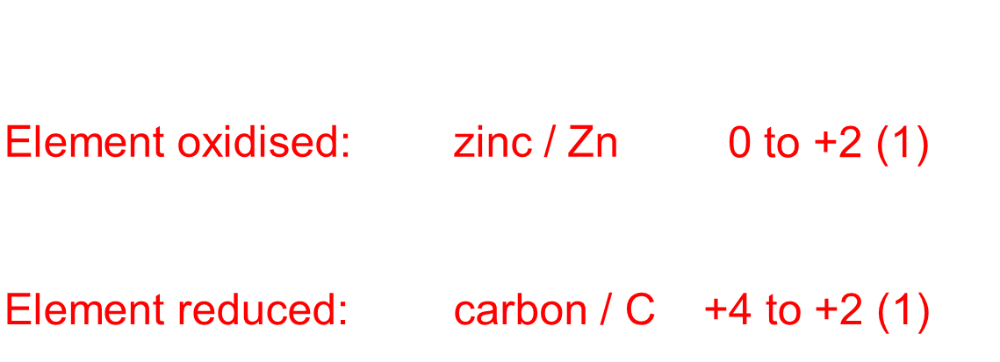 Element oxidised: zinc / Zn 0 to +2 (1)
Element reduced: carbon / C +4 to +2 (1)